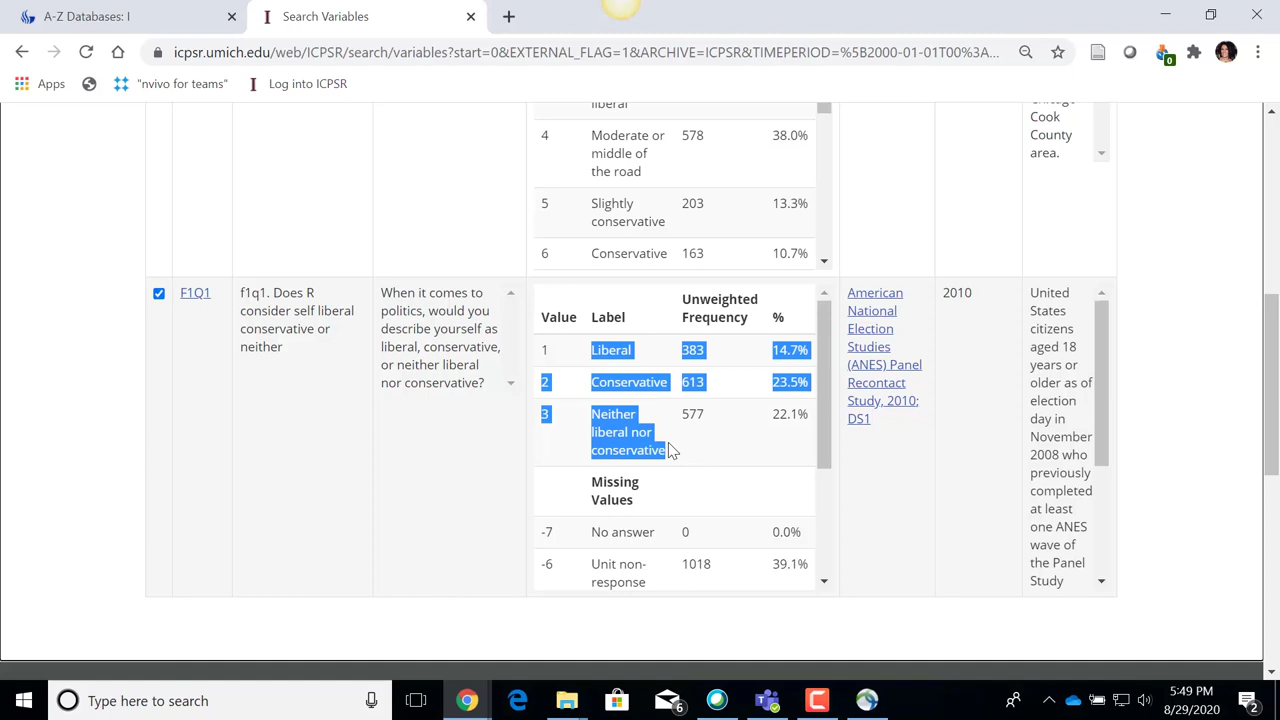 A-Z Databases: I
Search Variables
icpsr.umich.edu/web/ICPSR/search/variables?start=0&EXTERNAL_FLAG=1&ARCHIVE=ICPSR&TIMEPERIOD=%5B2000-01-01T00%3A...
0
Apps
"nvivo for teams"
Log into ICPSR
liberal
4
Moderate or
middle of
the road
578
38.0%
5
Slightly
conservative
203
13.3%
6
Conservative
163
10.7%
Chicago
Cook
County
area.
F1Q1
f1q1. Does R
consider self liberal
conservative or
neither
When it comes to
politics, would you
describe yourself as
liberal, conservative,
or neither liberal
nor conservative?
Value
Label
Unweighted
Frequency
%
1
Liberal
383
14.7%
2
Conservative
613
23.5%
3
Neither
liberal nor
conservative
577
22.1%
Missing
Values
-7
No answer
0
0.0%
-6
Unit non-
response
1018
39.1%
American
National
Election
Studies
(ANES) Panel
Recontact
Study, 2010;
DS1
2010
United
States
citizens
aged 18
years or
older as of
election
day in
November
2008 who
previously
completed
at least
one ANES
wave of
the Panel
Study
Type here to search
6
5:49 PM
8/29/2020
2